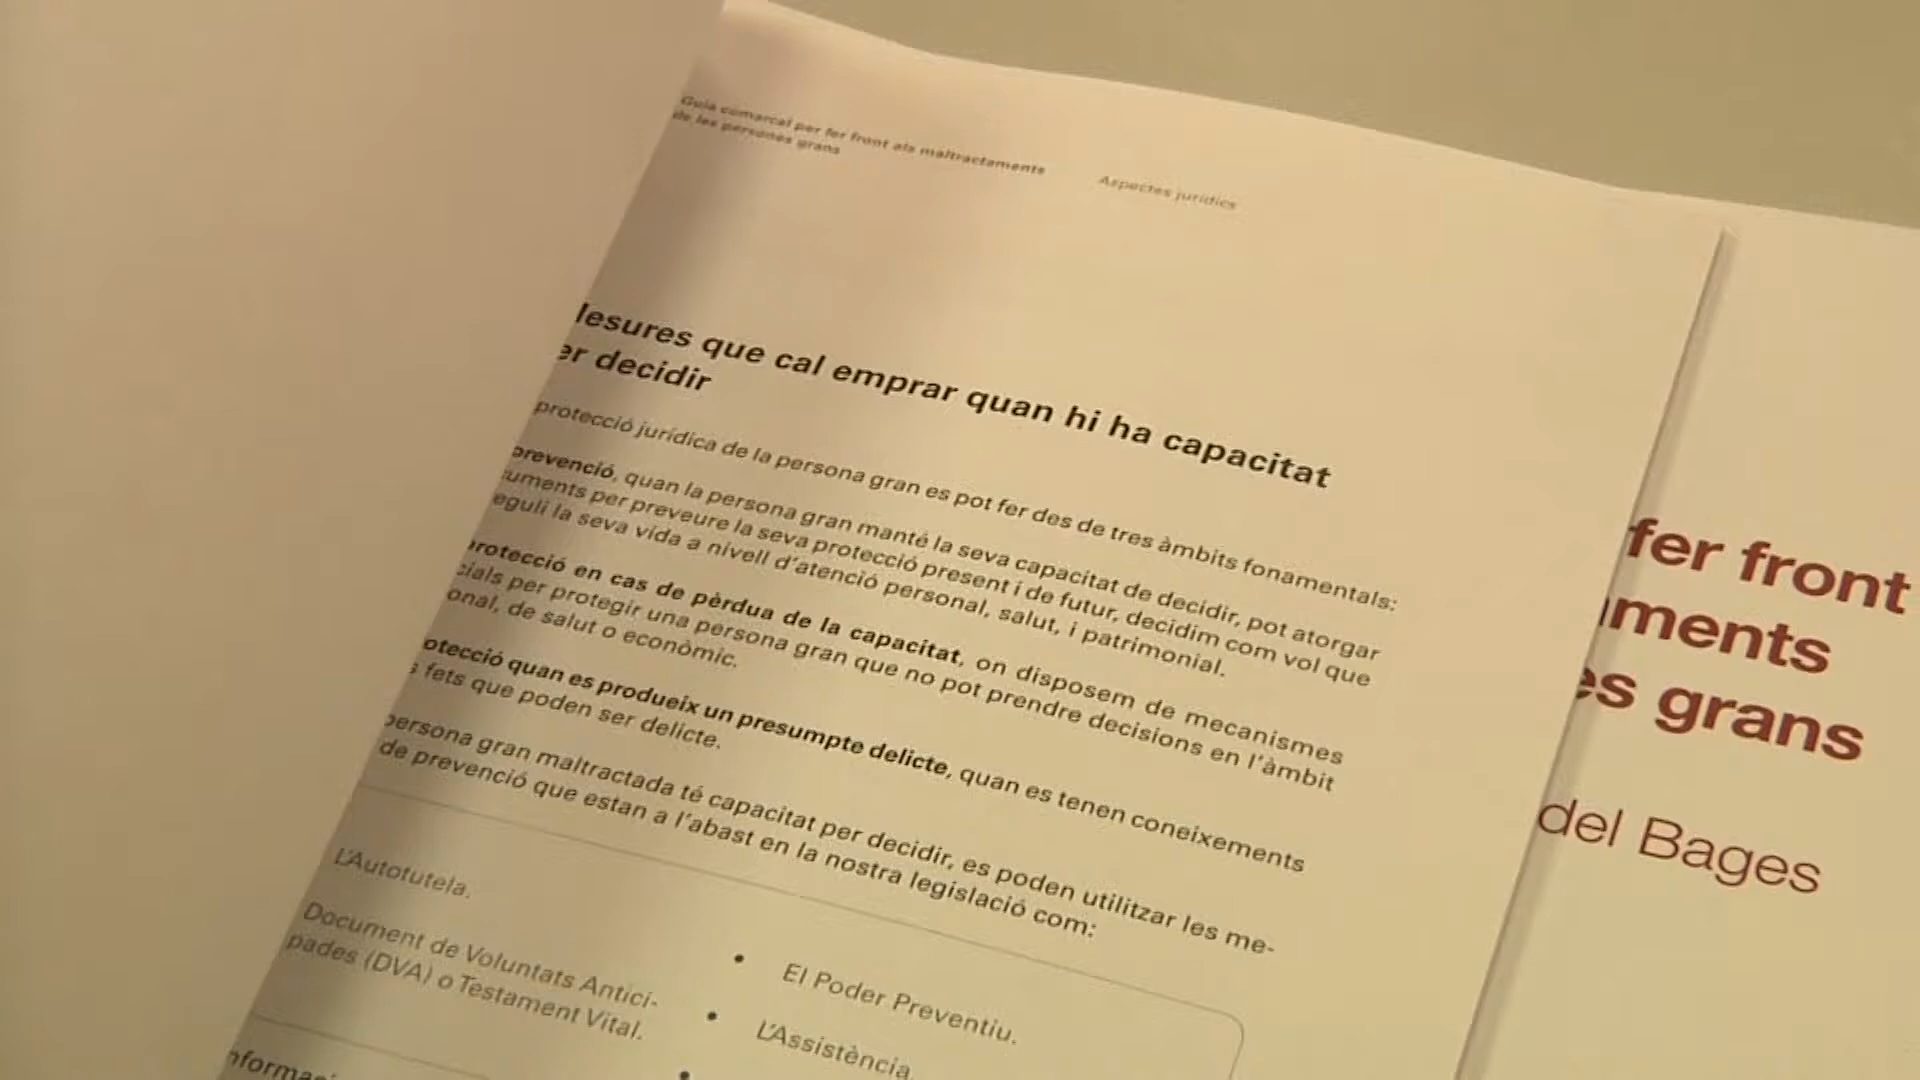 Guia comarcal per fer front als maltractaments
de les persones grans
Aspectes jurídics
lesures que cal emprar quan hi ha capacitat
er decidir
protecció jurídica de la persona gran es pot fer des de tres àmbits fonamentals:
prevenció, quan la persona gran manté la seva capacitat de decidir, pot atorgar
uments per preveure la seva protecció present i de futur, decidim com vol que
eguli la seva vida a nivell d'atenció personal, salut, i patrimonial.
protecció en cas de pèrdua de la capacitat, on disposem de mecanismes
cials per protegir una persona gran que no pot prendre decisions en l'àmbit
onal, de salut o econòmic.
otecció quan es produeix un presumpte delicte, quan es tenen coneixements
s fets que poden ser delicte.
persona gran maltractada té capacitat per decidir, es poden utilitzar les me-
de prevenció que estan a l'abast en la nostra legislació com:
L'Autotutela.
Document de Voluntats Antici-
pades (DVA) o Testament Vital.
• El Poder Preventiu.
• L'Assistència.
•
nformaci
fer front
aments
es grans
del Bages